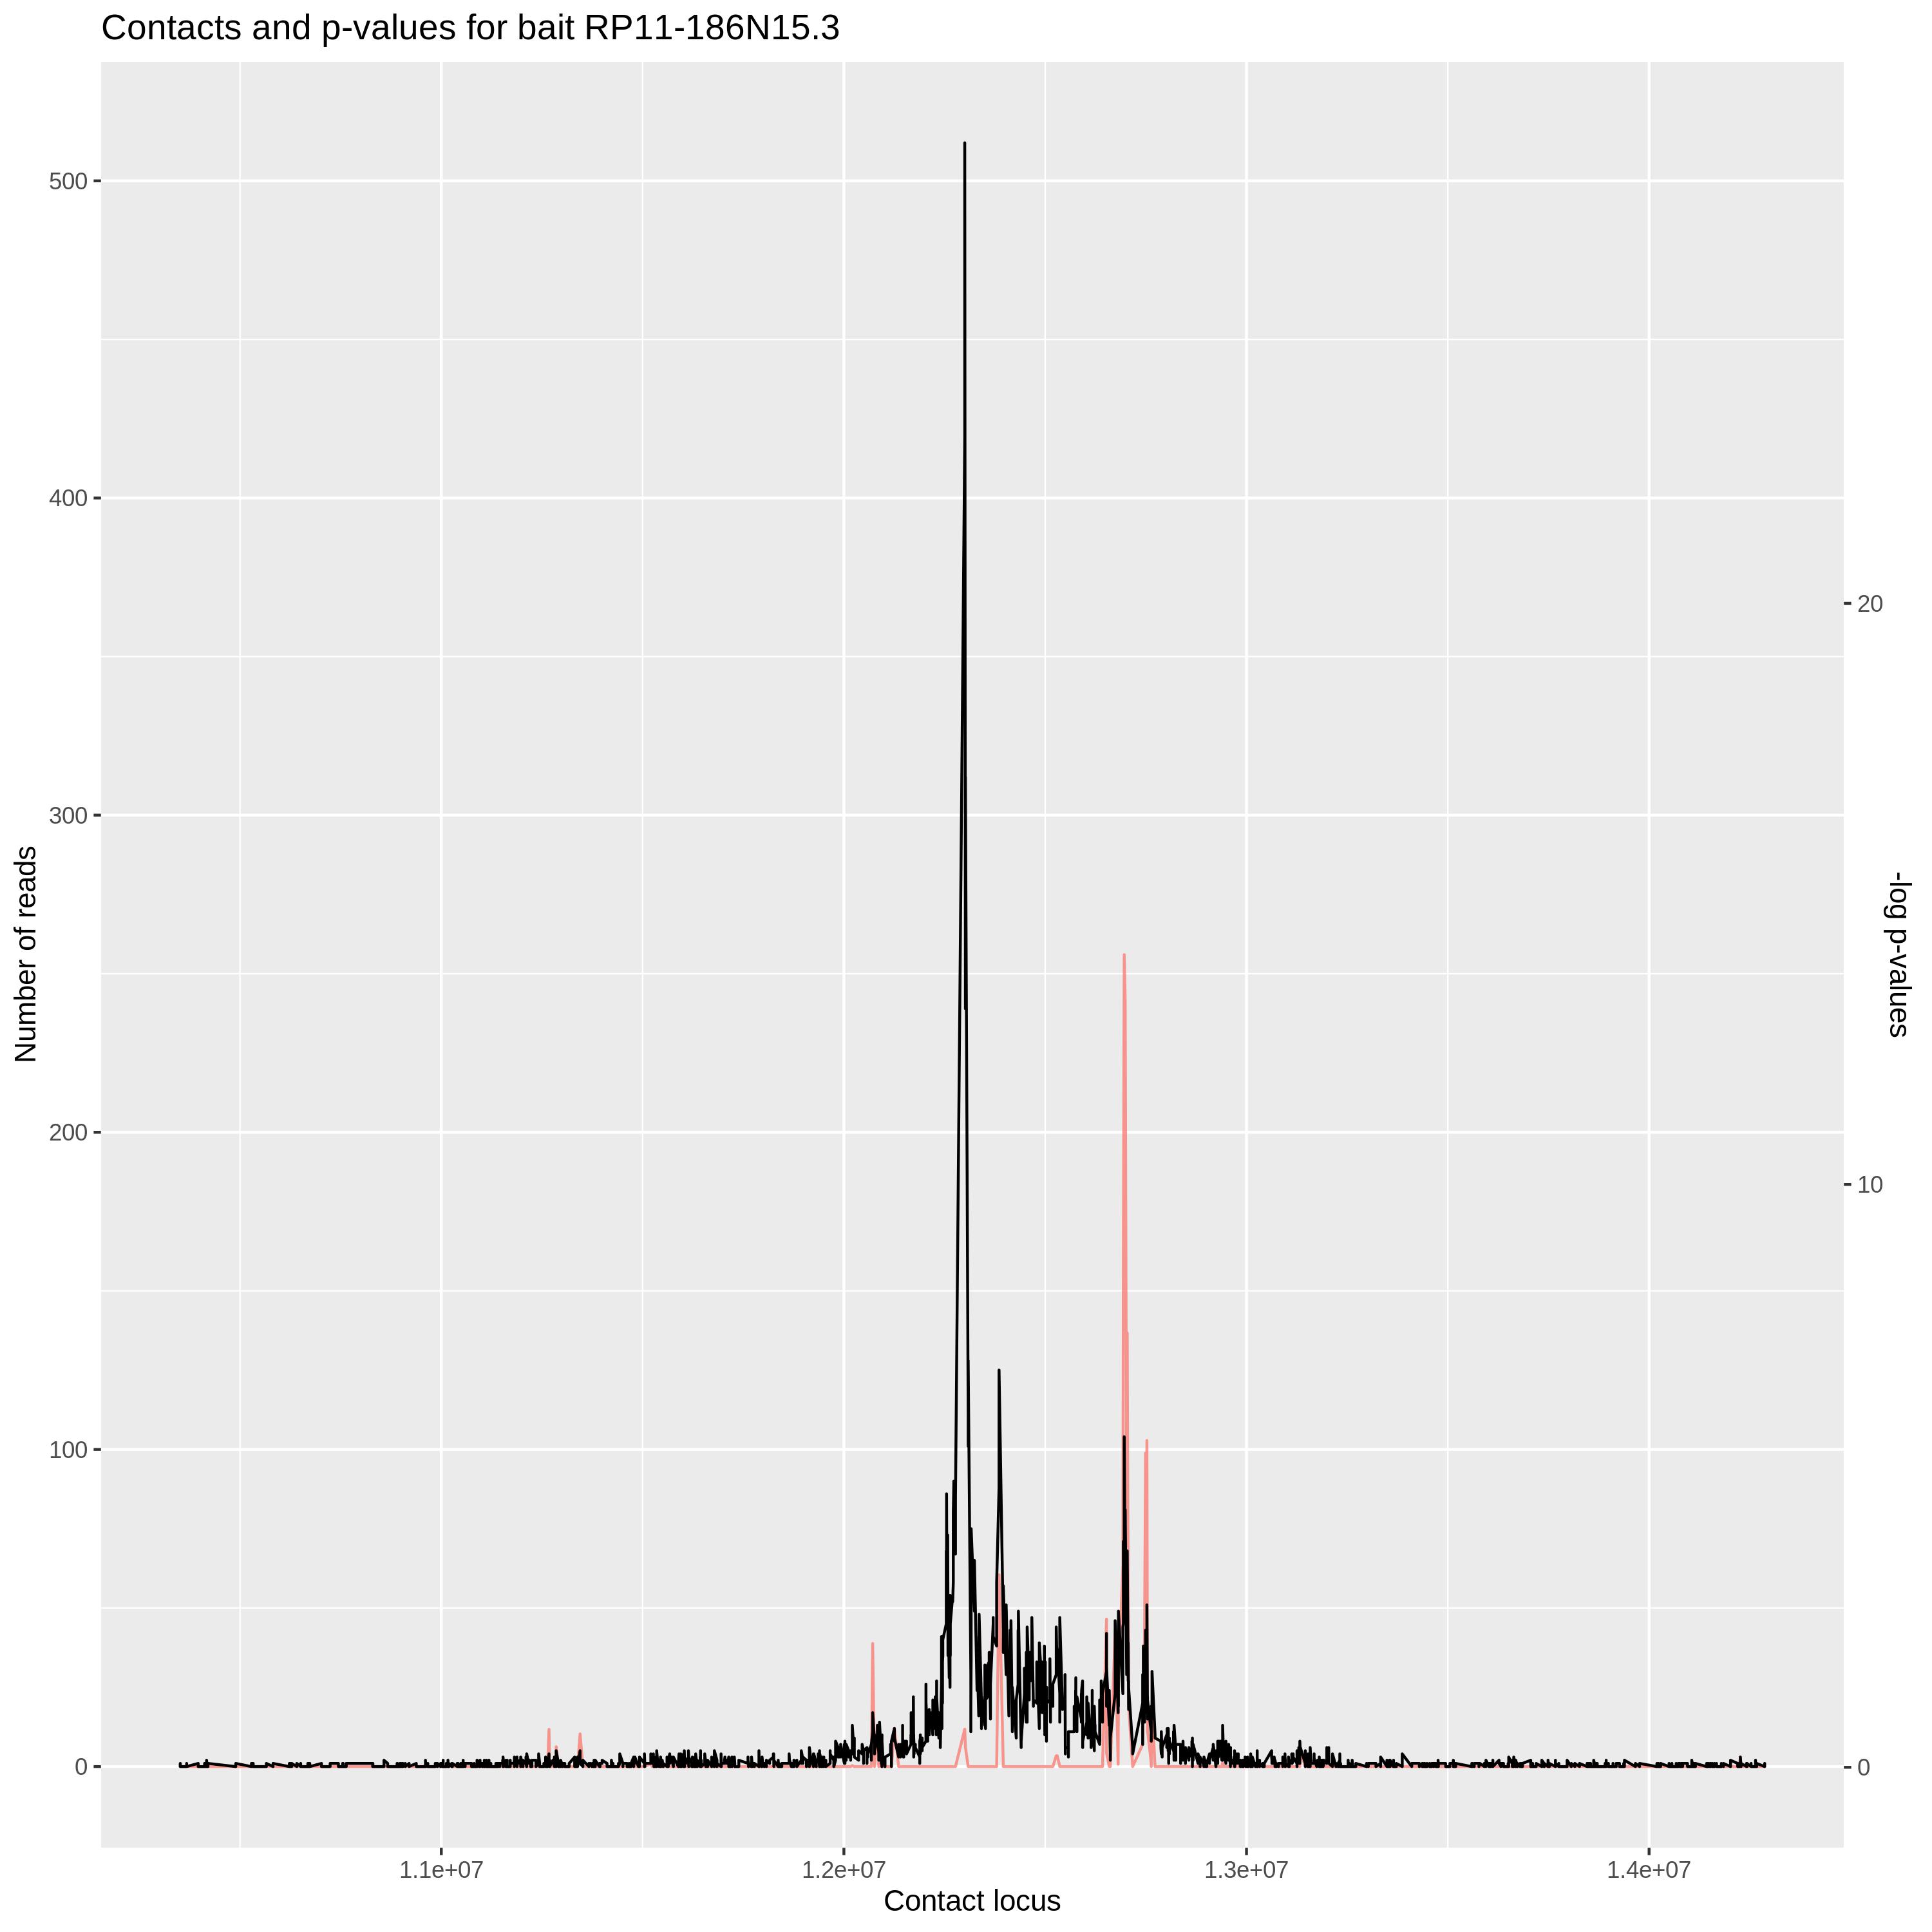 Contacts and p-values for bait RP11-186N15.3
500
400
300
200
100
0
Number of reads
20
10
0
-log p-values
1.1e+07
1.2e+07
1.3e+07
1.4e+07
Contact locus